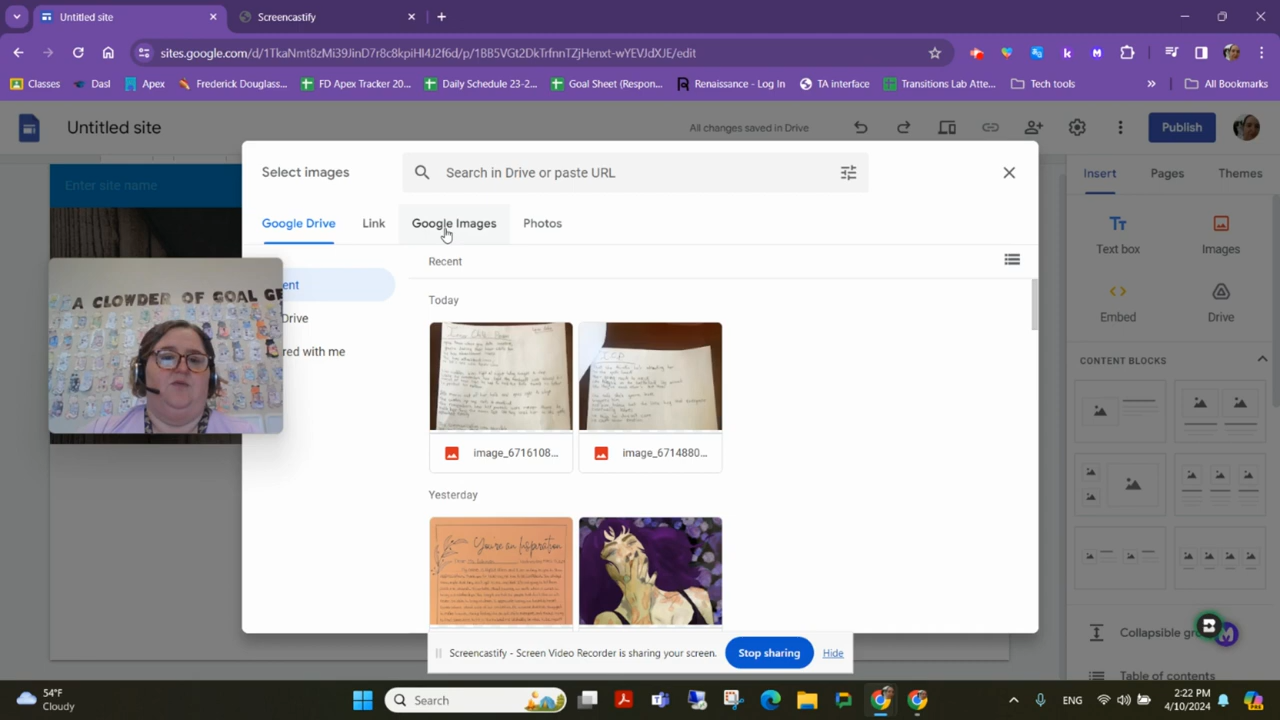 Untitled site
Screencastify
sites.google.com/d/1TkaNmt8zMi39JinD7r8c8kpiHI4J2f6d/p/1BB5VGt2DkTrfnnTZjHenxt-wYEVJdXJE/edit
Classes
Dasl
Apex
Frederick Douglass...
FD Apex Tracker 20...
Daily Schedule 23-2...
Goal Sheet (Respon...
Renaissance - Log In
TA interface
Transitions Lab Atte...
Tech tools
All Bookmarks
Untitled site
All changes saved in Drive
Publish
Enter site name
Select images
Search in Drive or paste URL
Google Drive
Link
Google Images
Photos
Insert
Pages
Themes
Text box
Images
Embed
Drive
CONTENT BLOCKS
Collapsible gro
Table of contents
A CLOWDER OF GOAL GE
ent
Drive
red with me
Recent
Today
image_6716108...
image_6714880...
Yesterday
You're an Inspiration
Screencastify - Screen Video Recorder is sharing your screen.
Stop sharing
Hide
54°F
Cloudy
Search
ENG
2:22 PM
4/10/2024